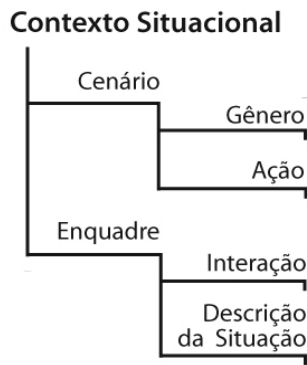 Contexto Situacional
Cenário
Gênero
Ação
Enquadre
Interação
Descrição
da Situação